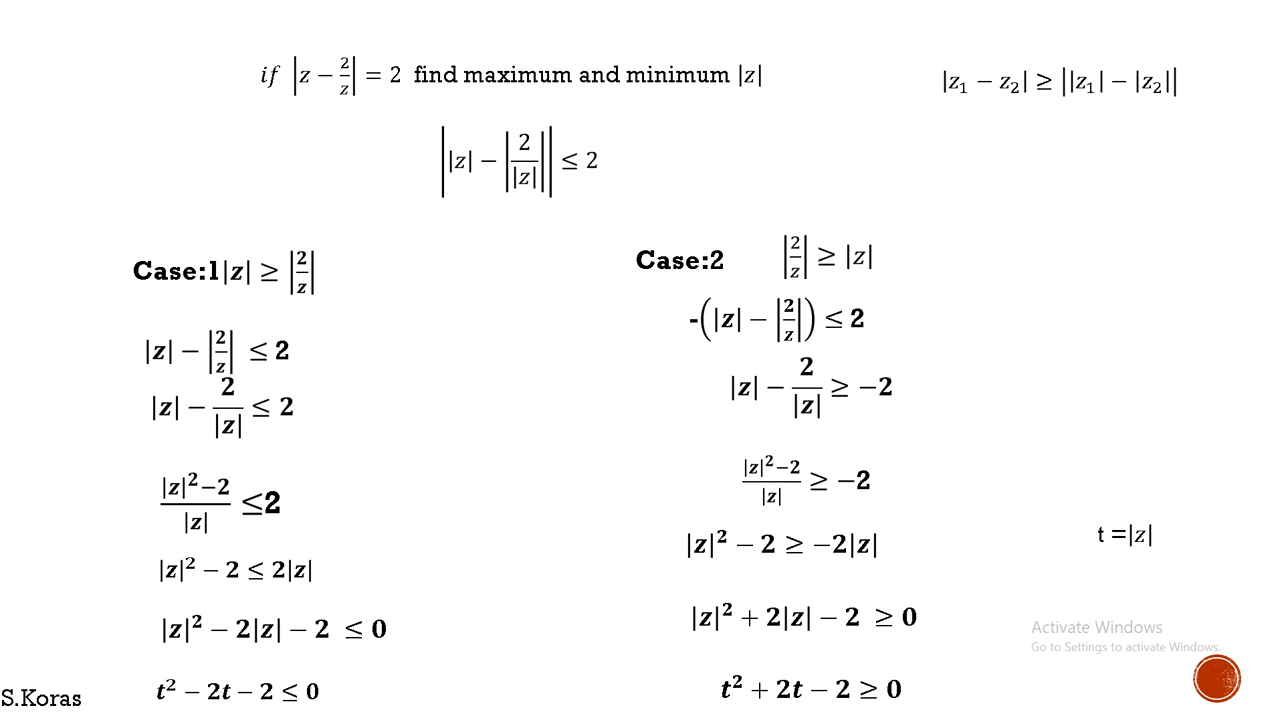 if |z − 2/z| = 2 find maximum and minimum |z|
|z₁ − z₂| ≥ ||z₁| − |z₂||
||z| − |2/|z||| ≤ 2
Case:1 |z| ≥ |2/z|
|z| − |2/z| ≤ 2
|z| − 2/|z| ≤ 2
|z|²−2/|z| ≤2
|z|² − 2 ≤ 2|z|
|z|² − 2|z| − 2 ≤ 0
t² − 2t − 2 ≤ 0
Case:2 |2/z| ≥ |z|
-(|z| − |2/z|) ≤ 2
|z| − 2/|z| ≥ −2
|z|²−2/|z| ≥ −2
|z|² − 2 ≥ −2|z|
|z|² + 2|z| − 2 ≥ 0
t² + 2t − 2 ≥ 0
t =|z|
Activate Windows
Go to Settings to activate Windows.
S.Koras